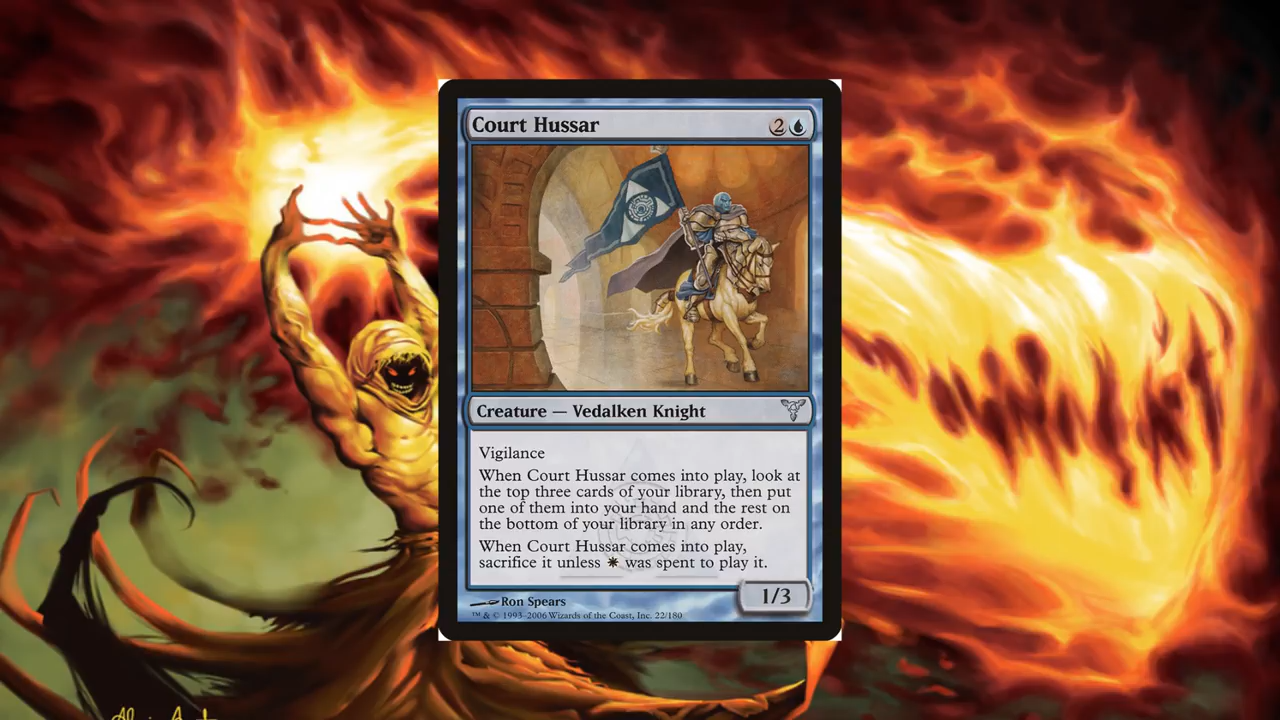 Court Hussar 2
Creature — Vedalken Knight
Vigilance
When Court Hussar comes into play, look at
the top three cards of your library, then put
one of them into your hand and the rest on
the bottom of your library in any order.
When Court Hussar comes into play,
sacrifice it unless was spent to play it.
1/3
Ron Spears
™ & © 1993–2006 Wizards of the Coast, Inc. 22/180